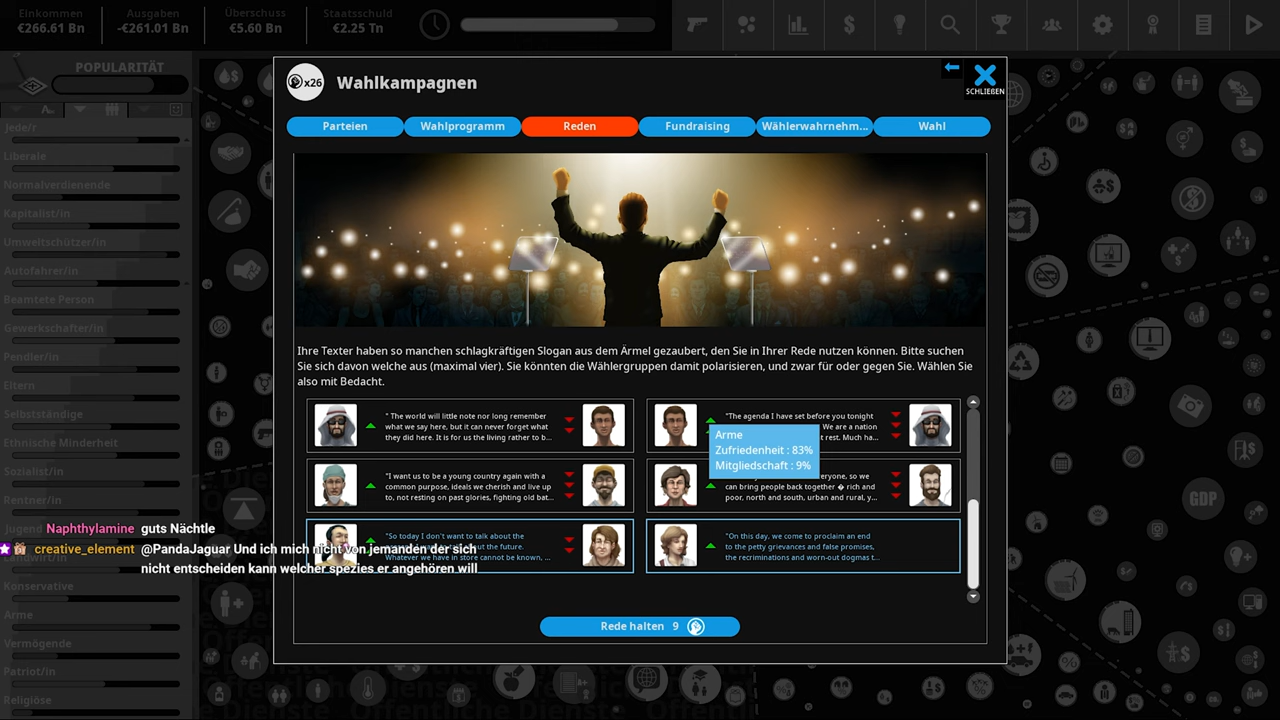 Einkommen
€266.61 Bn
Ausgaben
-€261.01 Bn
Überschuss
€5.60 Bn
Staatsschuld
€2.25 Tn
POPULARITÄT
Jede/r
Liberale
Normalverdienende
Kapitalist/in
Umweltschützer/in
Autofahrer/in
Beamtete Person
Gewerkschafter/in
Pendler/in
Eltern
Selbstständige
Ethnische Minderheit
Sozialist/in
Rentner/in
Jugend
Konservative
Arme
Vermögende
Patriot/in
Religiöse
x26
Wahlkampagnen
SCHLIEßEN
Parteien
Wahlprogramm
Reden
Fundraising
Wählerwahrnehm...
Wahl
Ihre Texter haben so manchen schlagkräftigen Slogan aus dem Ärmel gezaubert, den Sie in Ihrer Rede nutzen können. Bitte suchen
Sie sich davon welche aus (maximal vier). Sie könnten die Wählergruppen damit polarisieren, und zwar für oder gegen Sie. Wählen Sie
also mit Bedacht.
" The world will little note nor long remember
what we say here, but it can never forget what
they did here. It is for us the living rather to b...
"The agenda I have set before you tonight
We are a nation
t rest. Much ha...
Arme
Zufriedenheit : 83%
Mitgliedschaft : 9%
"I want us to be a young country again with a
common purpose, ideals we cherish and live up
to, not resting on past glories, fighting old bat...
everyone, so we
can bring people back together � rich and
poor, north and south, urban and rural, y...
"So today I don't want to talk about the
out the future.
Whatever we have in store cannot be known, ...
"On this day, we come to proclaim an end
to the petty grievances and false promises,
the recriminations and worn-out dogmas t...
Rede halten 9
Naphthylamine guts Nächtle
creative_element @PandaJaguar Und ich mich nicht von jemandem der sich
nicht entscheiden kann welcher spezies er angehören will
GDP